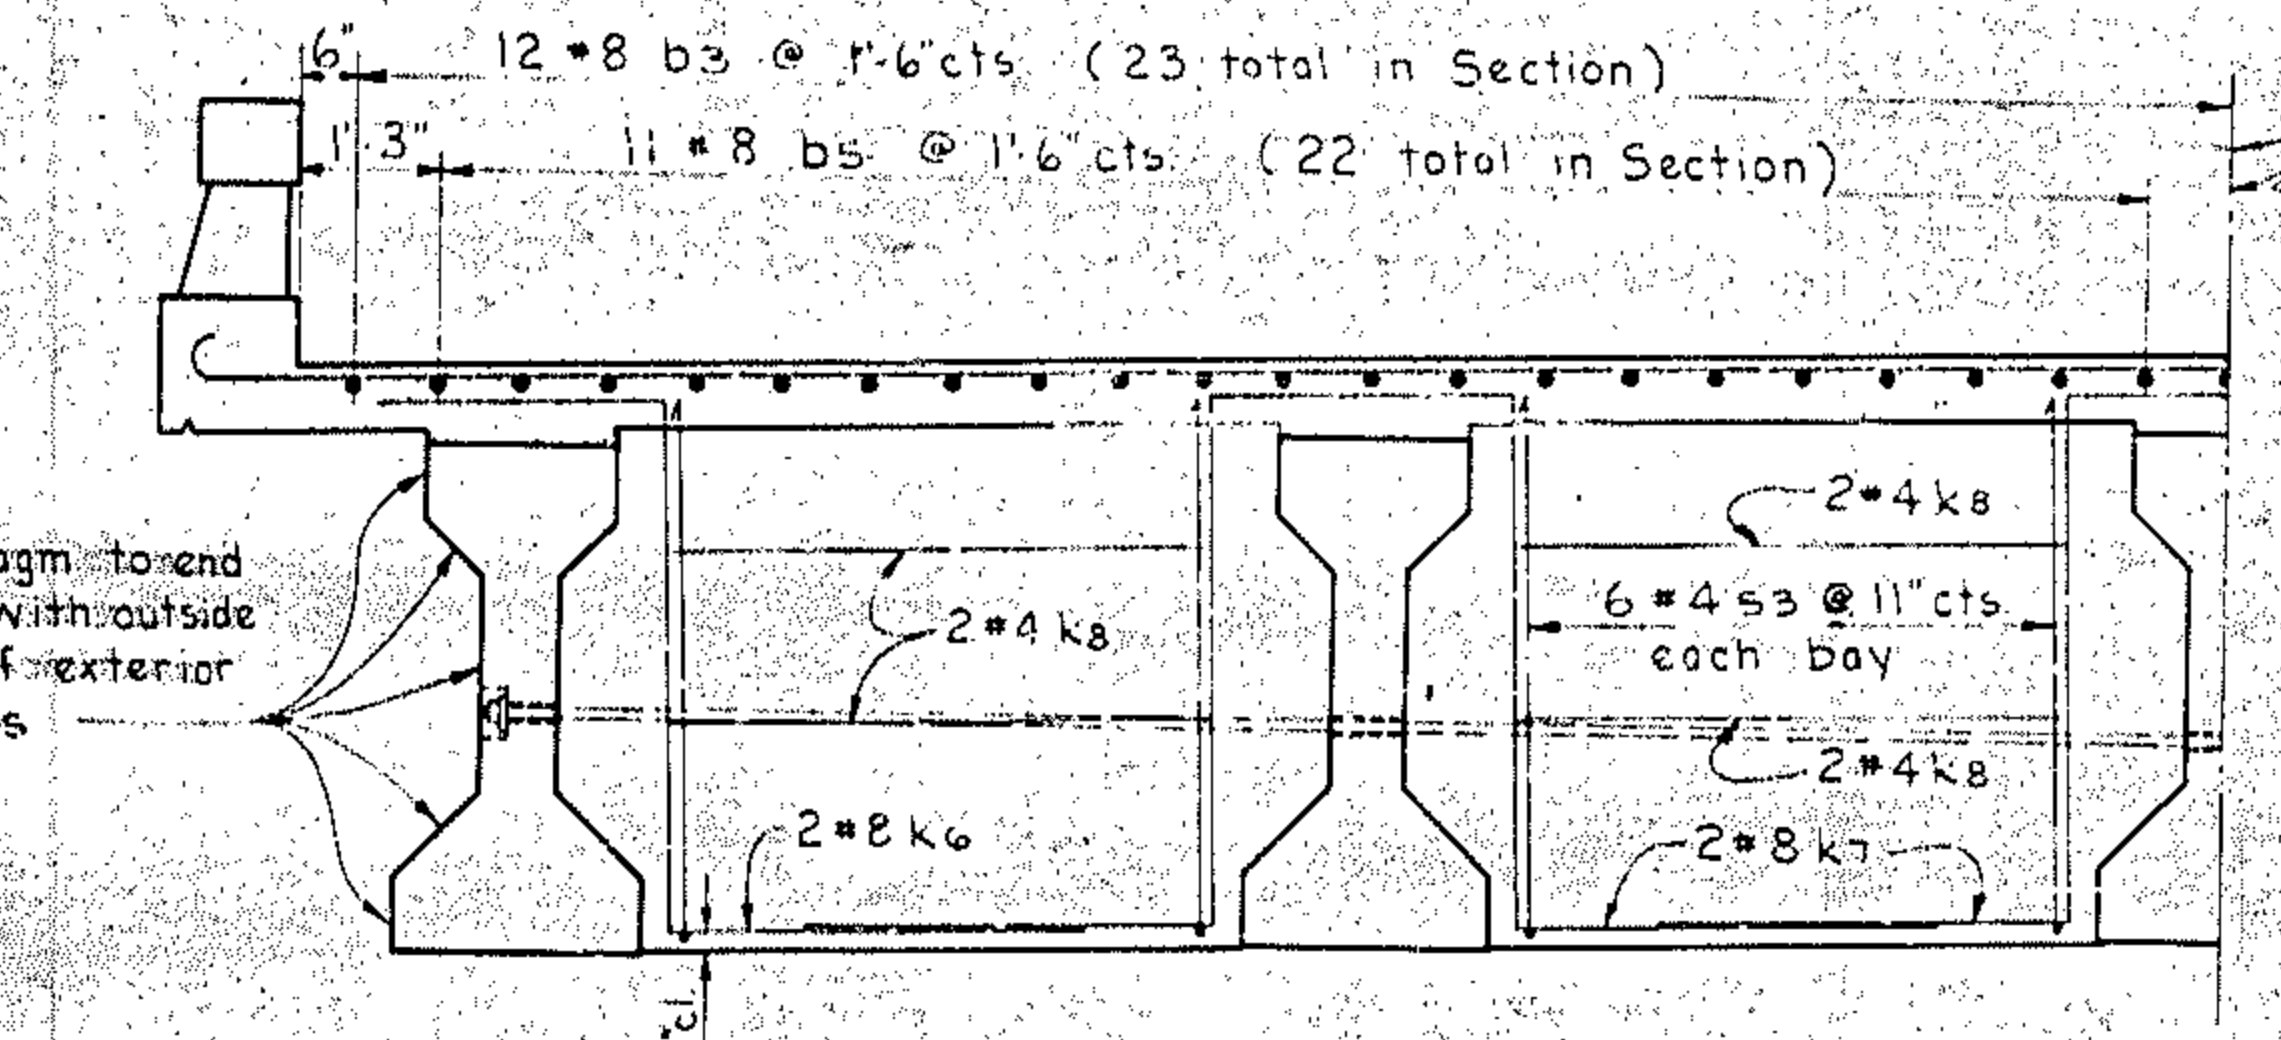 6" 12 #8 b3 @ 1'-6" cts (23 total in Section)
1'-3" 11 #8 b5 @ 1'-6" cts. (22 total in Section)
2 #4 k8
agm to end
with outside
f exterior
s
6 #4 s3 @ 11" cts
each bay
2 #4 k8
2 #4 k8
2 #8 k6
2 #8 k7
"cl.